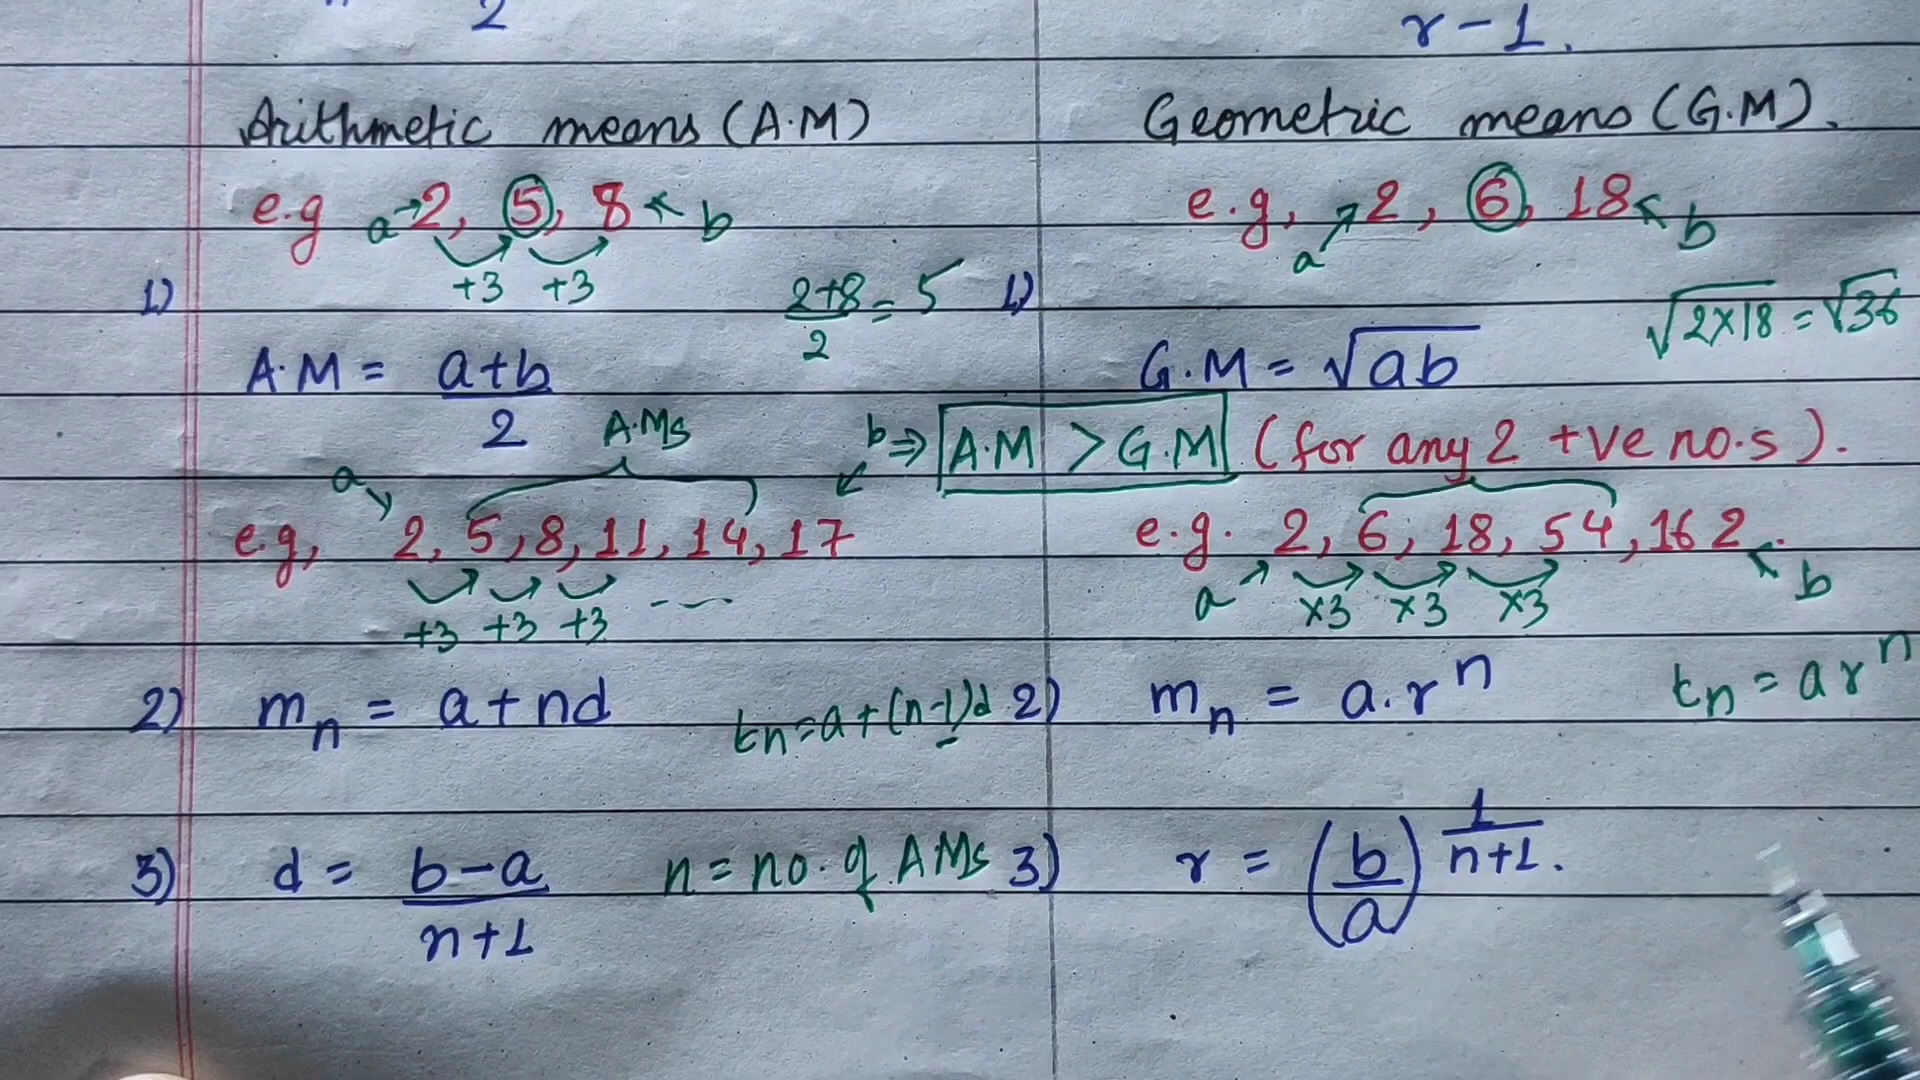 2
r-1.
Arithmetic means (A.M)
Geometric means (G.M).
e.g a→2, 5, 8 ← b
+3 +3
e.g, 2, 6, 18 ← b
a
1) (2+8)/2 = 5
1) √2×18 = √36
A.M = (a+b)/2
G.M = √ab
b ⇒ A.M > G.M (for any 2 +ve no.s).
A.Ms
a
e.g, 2, 5, 8, 11, 14, 17
+3 +3 +3 ---
e.g. 2, 6, 18, 54, 162.
a ×3 ×3 ×3 b
2) mn = a+nd tn=a+(n-1)d
2) mn = a.r^n tn = ar^n
3) d = (b-a)/(n+1) n = no. of AMs
3) r = (b/a)^(1/(n+1)).